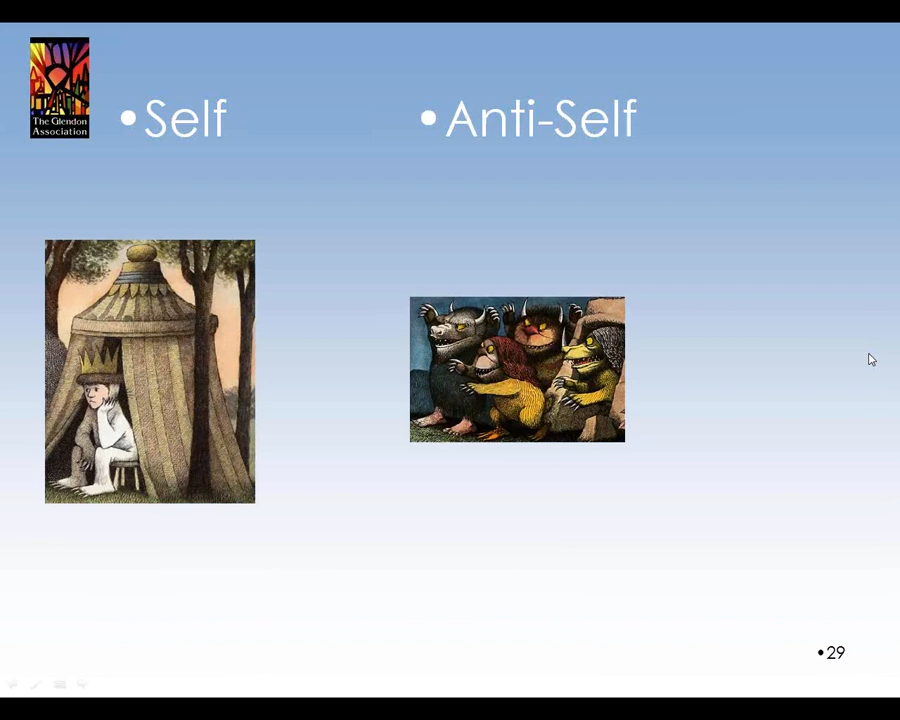 The Glendon
Association
•Self
•Anti-Self
•29